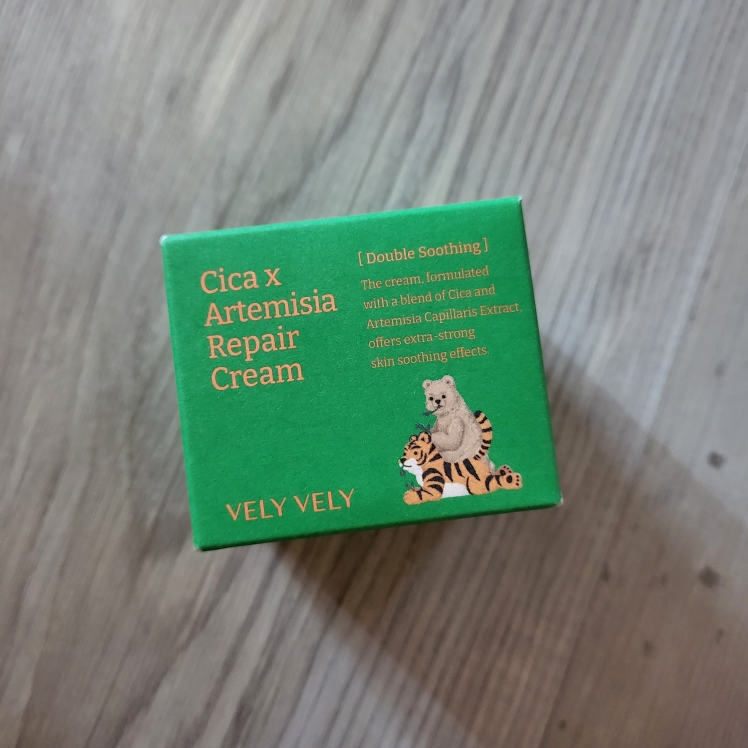 Cica x
Artemisia
Repair
Cream
[ Double Soothing ]
The cream, formulated
with a blend of Cica and
Artemisia Capillaris Extract,
offers extra-strong
skin soothing effects.
VELY VELY